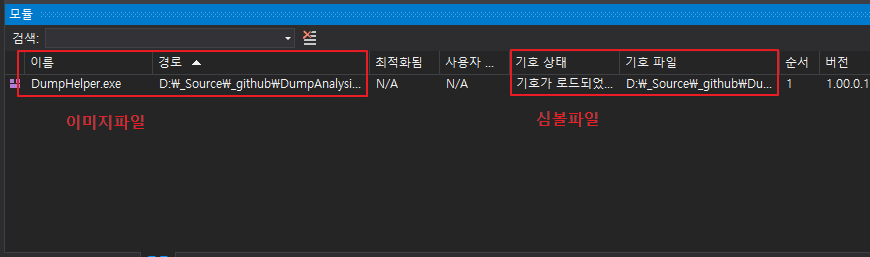 모듈
검색:
이름 경로 최적화됨 사용자 ... 기호 상태 기호 파일 순서 버전
DumpHelper.exe D:₩_Source₩_github₩DumpAnalysi... N/A N/A 기호가 로드되었... D:₩_Source₩_github₩Du... 1 1.00.0.1
이미지파일 심볼파일